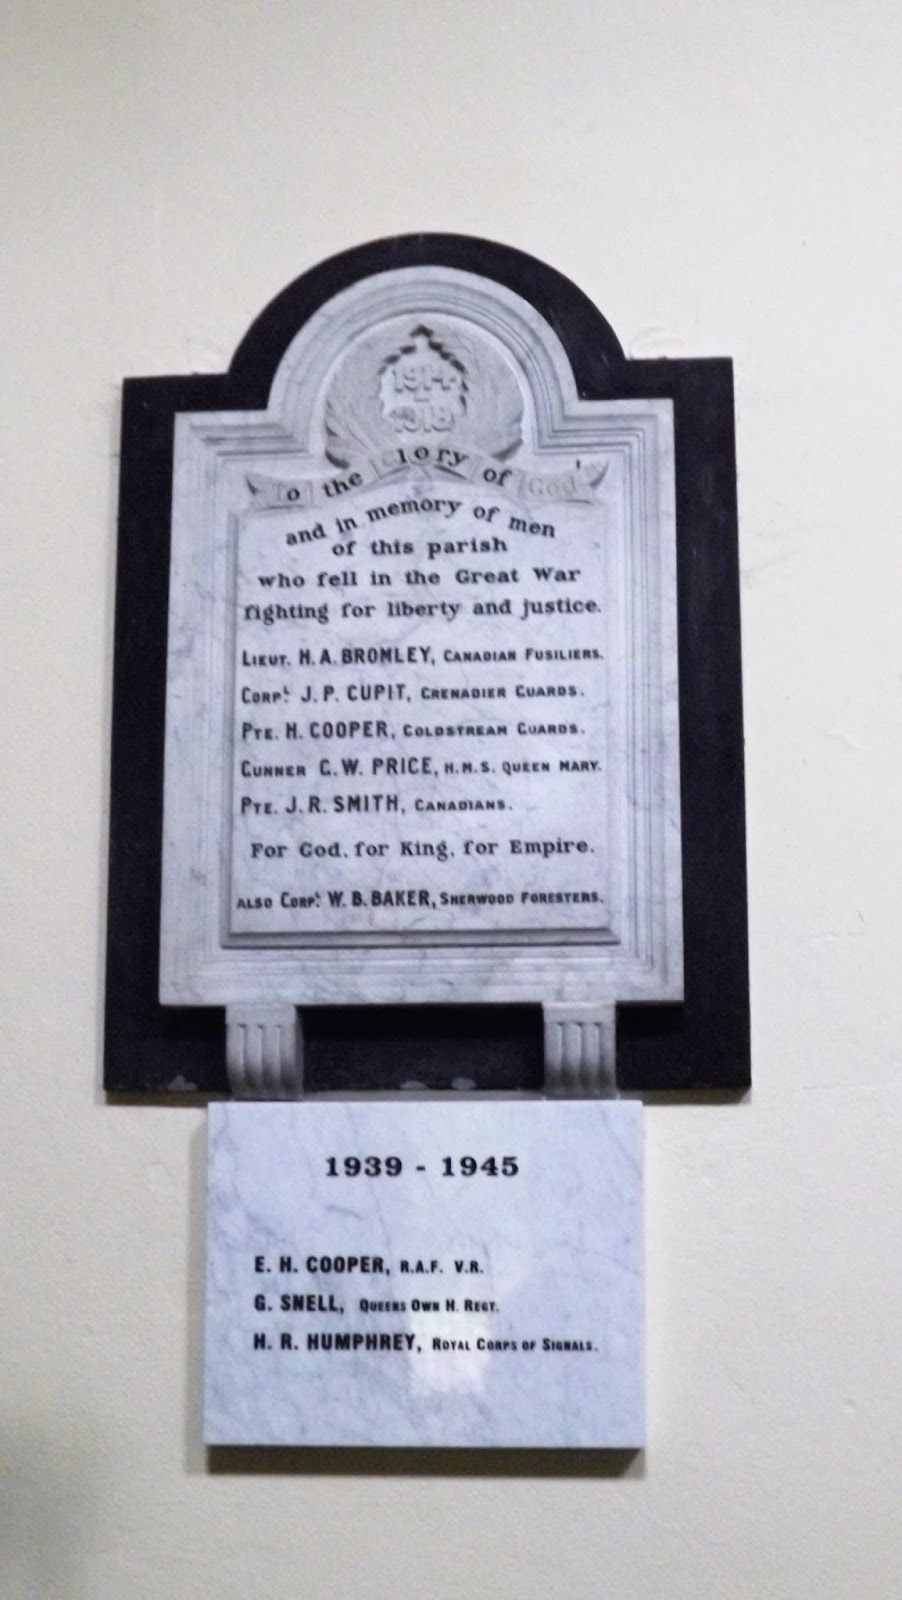 1914
-
1918
To the Glory of God
and in memory of men
of this parish
who fell in the Great War
fighting for liberty and justice.
LIEUT. H. A. BROMLEY, CANADIAN FUSILIERS.
CORPL. J. P. CUPIT, GRENADIER GUARDS.
PTE. H. COOPER, COLDSTREAM GUARDS.
GUNNER C. W. PRICE, H.M.S. QUEEN MARY.
PTE. J. R. SMITH, CANADIANS.
For God, for King, for Empire.
ALSO CORPL. W. B. BAKER, SHERWOOD FORESTERS.
1939 - 1945
E. H. COOPER, R.A.F. V.R.
G. SNELL, QUEENS OWN H. REGT.
H. R. HUMPHREY, ROYAL CORPS OF SIGNALS.